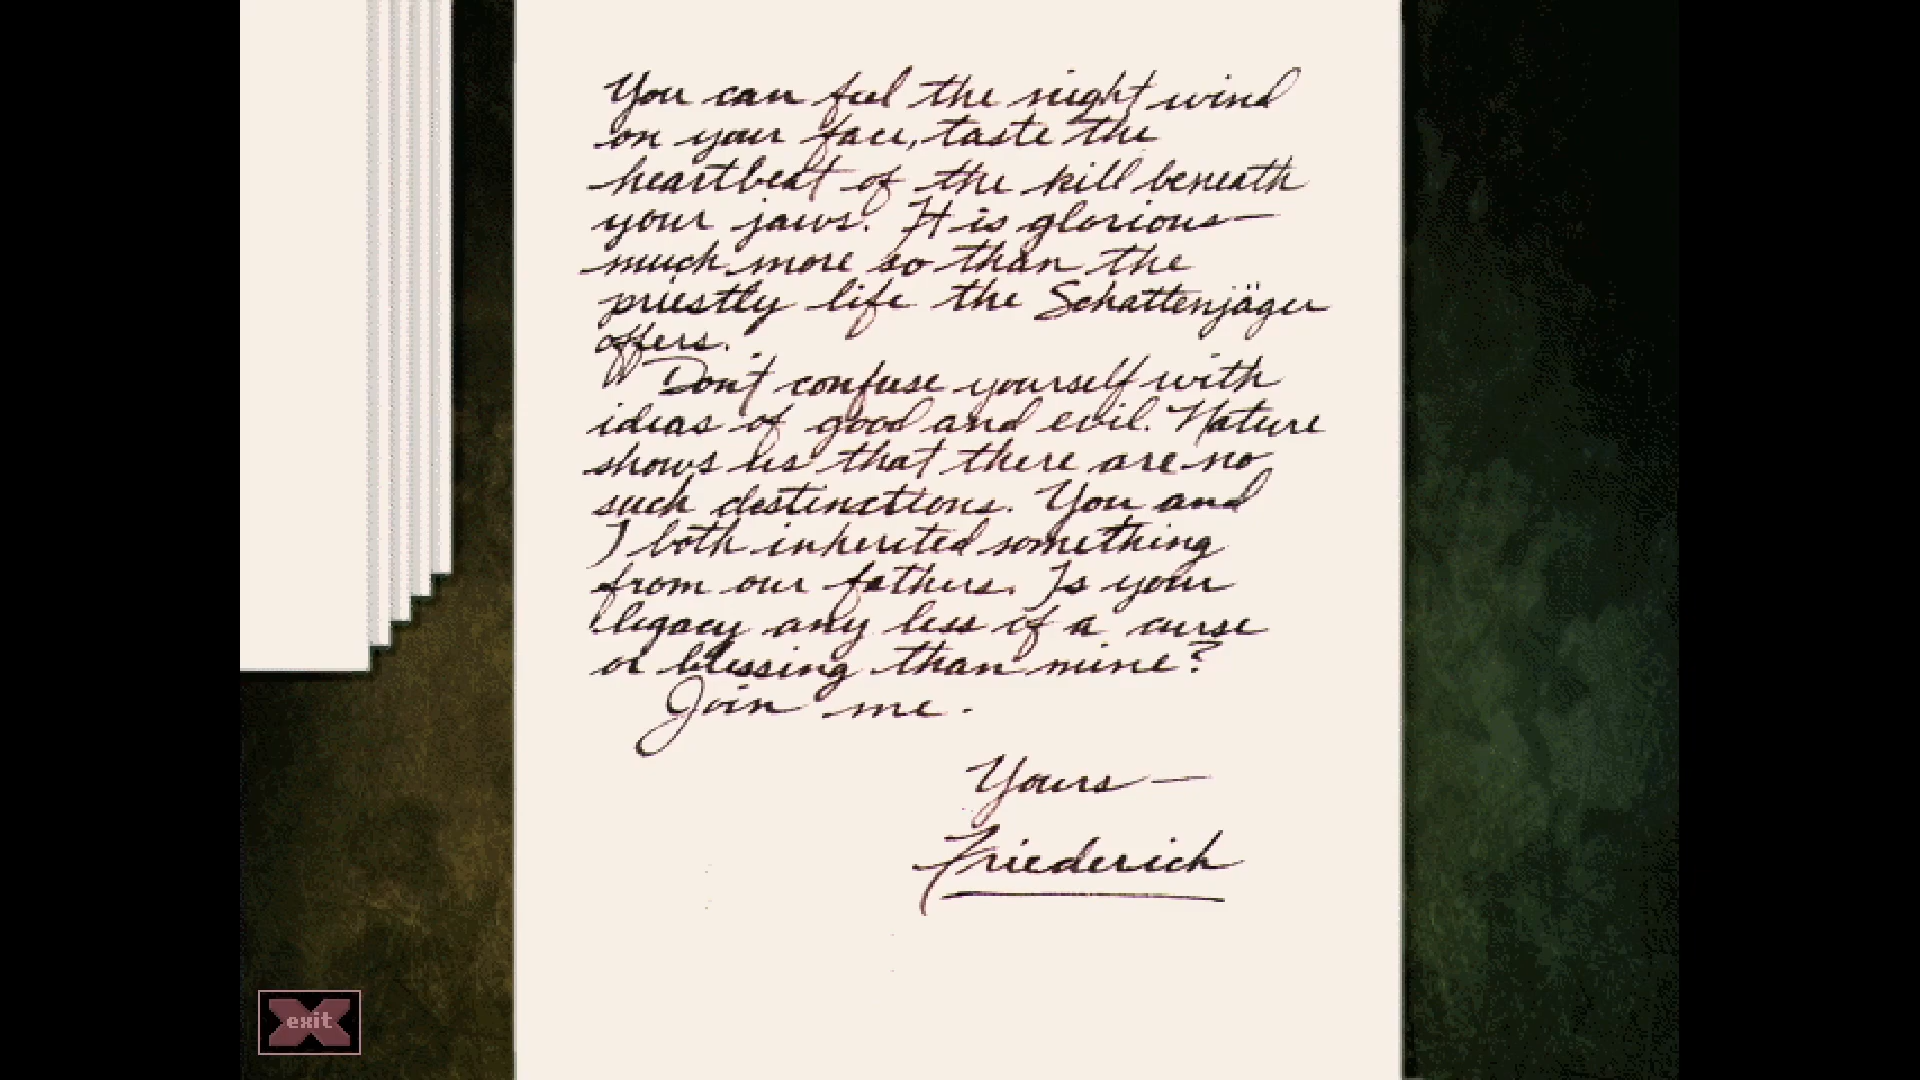 You can feel the night wind
on your face, taste the
heartbeat of the kill beneath
your jaws. It is glorious—
much more so than the
priestly life the Schattenjäger
offers.
Don't confuse yourself with
ideas of good and evil. Nature
shows us that there are no
such distinctions. You and
I both inherited something
from our fathers. Is your
legacy any less of a curse
or blessing than mine?
Join me.
Yours—
Friederich
exit